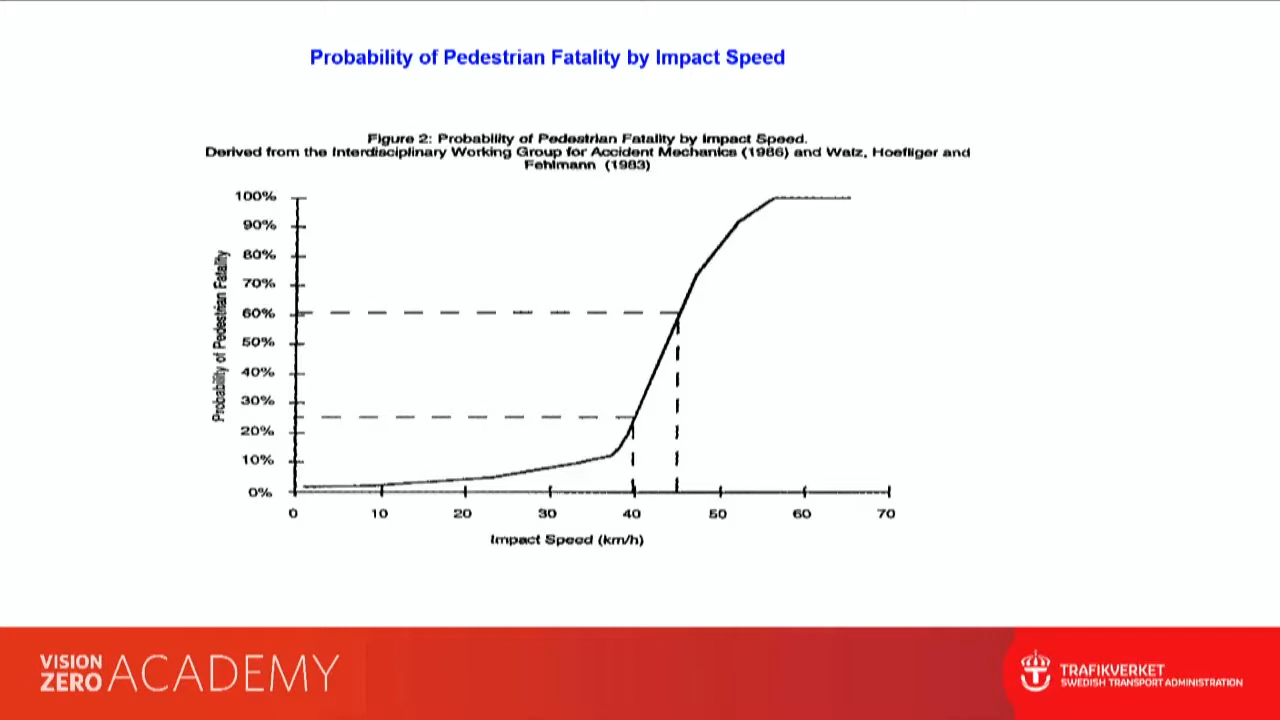 Probability of Pedestrian Fatality by Impact Speed
Figure 2: Probability of Pedestrian Fatality by Impact Speed.
Derived from the Interdisciplinary Working Group for Accident Mechanics (1986) and Walz, Hoefliger and
Fehlmann (1983)
Probability of Pedestrian Fatality
100%
90%
80%
70%
60%
50%
40%
30%
20%
10%
0%
0 10 20 30 40 50 60 70
Impact Speed (km/h)
VISION
ZERO ACADEMY
TRAFIKVERKET
SWEDISH TRANSPORT ADMINISTRATION